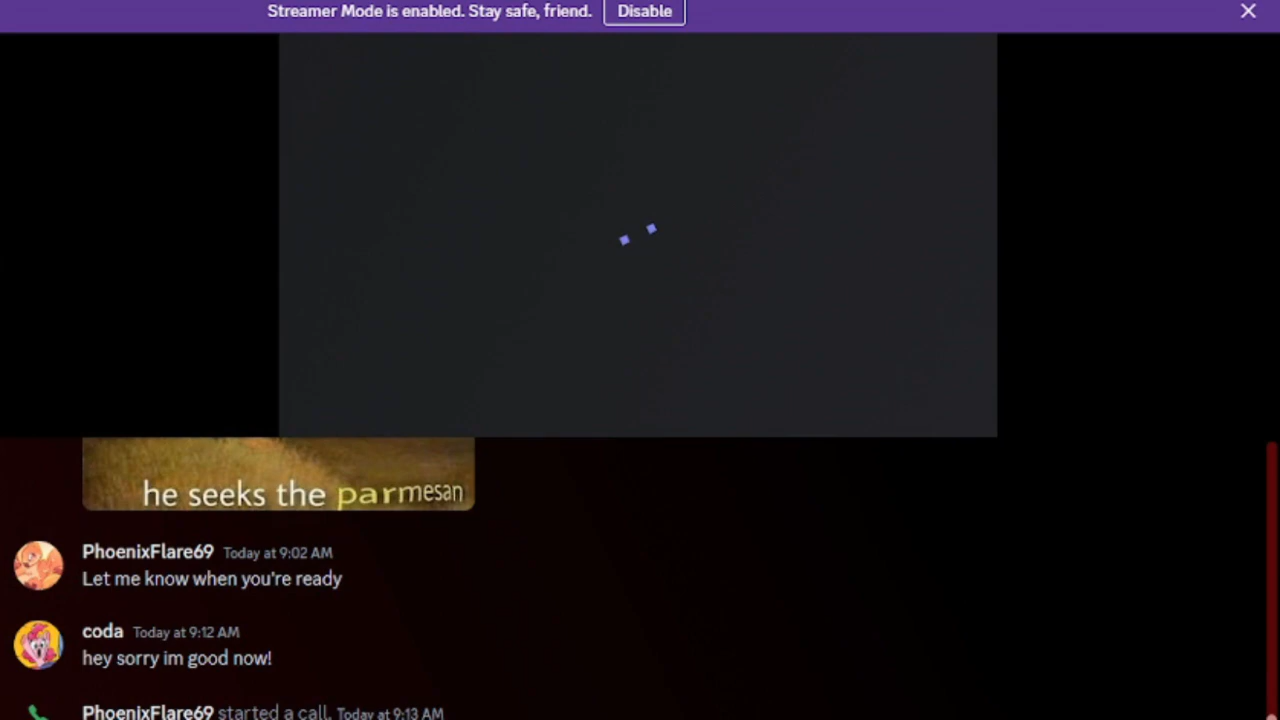 Streamer Mode is enabled. Stay safe, friend. Disable
he seeks the parmesan
PhoenixFlare69 Today at 9:02 AM
Let me know when you're ready
coda Today at 9:12 AM
hey sorry im good now!
PhoenixFlare69 started a call. Today at 9:13 AM